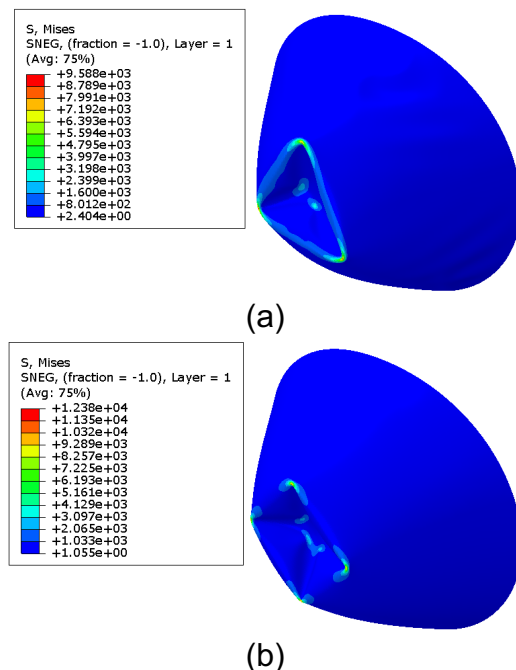 S, Mises
SNEG, (fraction = -1.0), Layer = 1
(Avg: 75%)
+9.588e+03
+8.789e+03
+7.991e+03
+7.192e+03
+6.393e+03
+5.594e+03
+4.795e+03
+3.997e+03
+3.198e+03
+2.399e+03
+1.600e+03
+8.012e+02
+2.404e+00
(a)
S, Mises
SNEG, (fraction = -1.0), Layer = 1
(Avg: 75%)
+1.238e+04
+1.135e+04
+1.032e+04
+9.289e+03
+8.257e+03
+7.225e+03
+6.193e+03
+5.161e+03
+4.129e+03
+3.097e+03
+2.065e+03
+1.033e+03
+1.055e+00
(b)